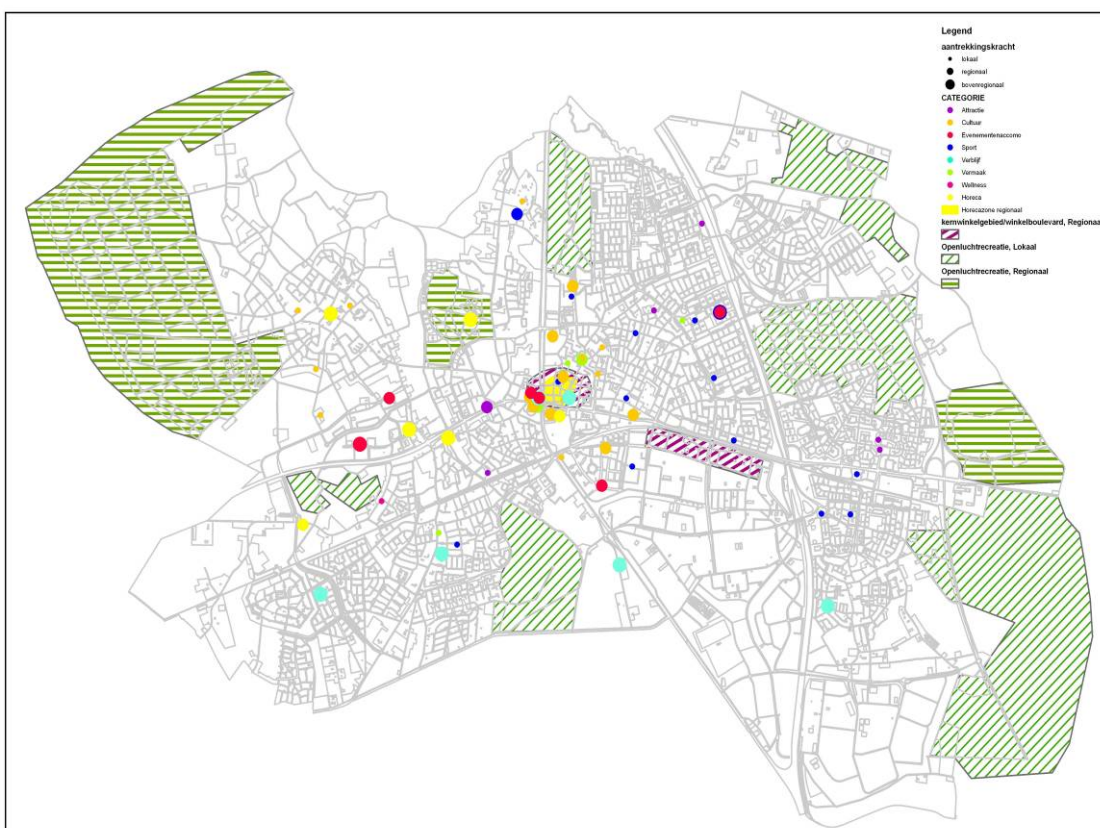 Legend
aantrekkingskracht
lokaal
regionaal
bovenregionaal
CATEGORIE
Attractie
Cultuur
Evenementenaccomo
Sport
Verblijf
Vermaak
Wellness
Horeca
Horecazone regionaal
kernwinkelgebied/winkelboulevard, Regionaal
Openluchtrecreatie, Lokaal
Openluchtrecreatie, Regionaal